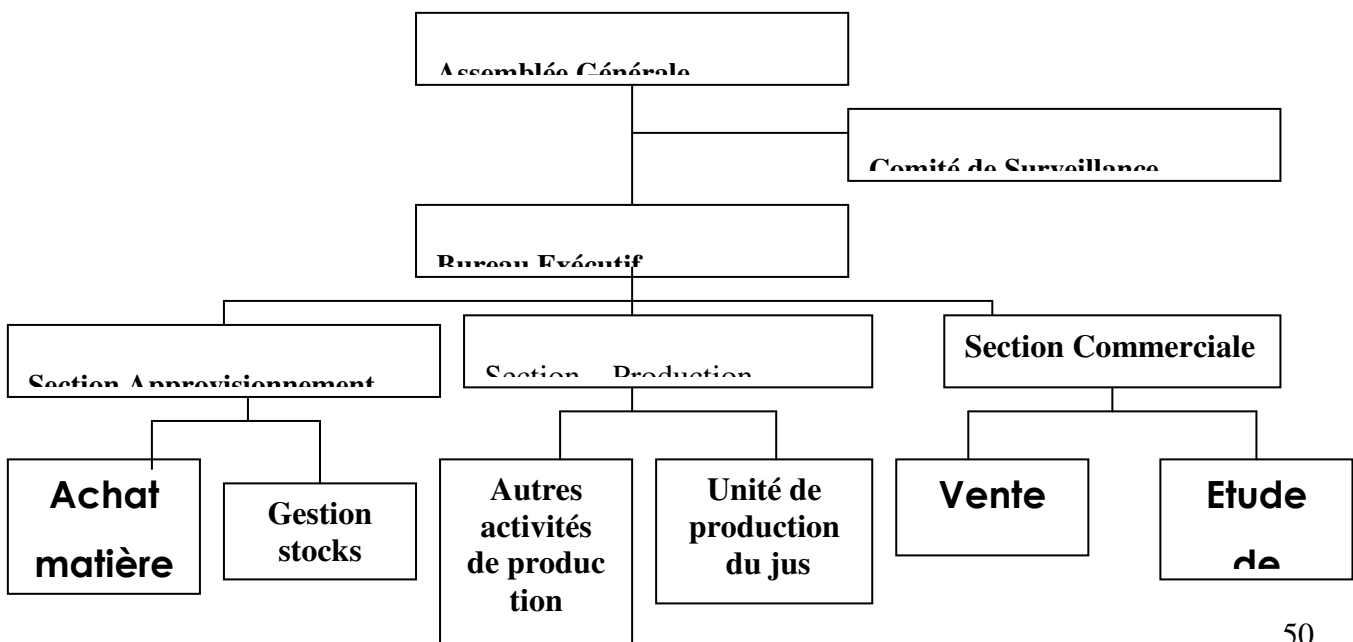 Assemblée Générale
Comité de Surveillance
Bureau Exécutif
Section Approvisionnement
Section Production
Section Commerciale
Achat
matière
Gestion
stocks
Autres
activités
de produc
tion
Unité de
production
du jus
Vente
Etude
de
50